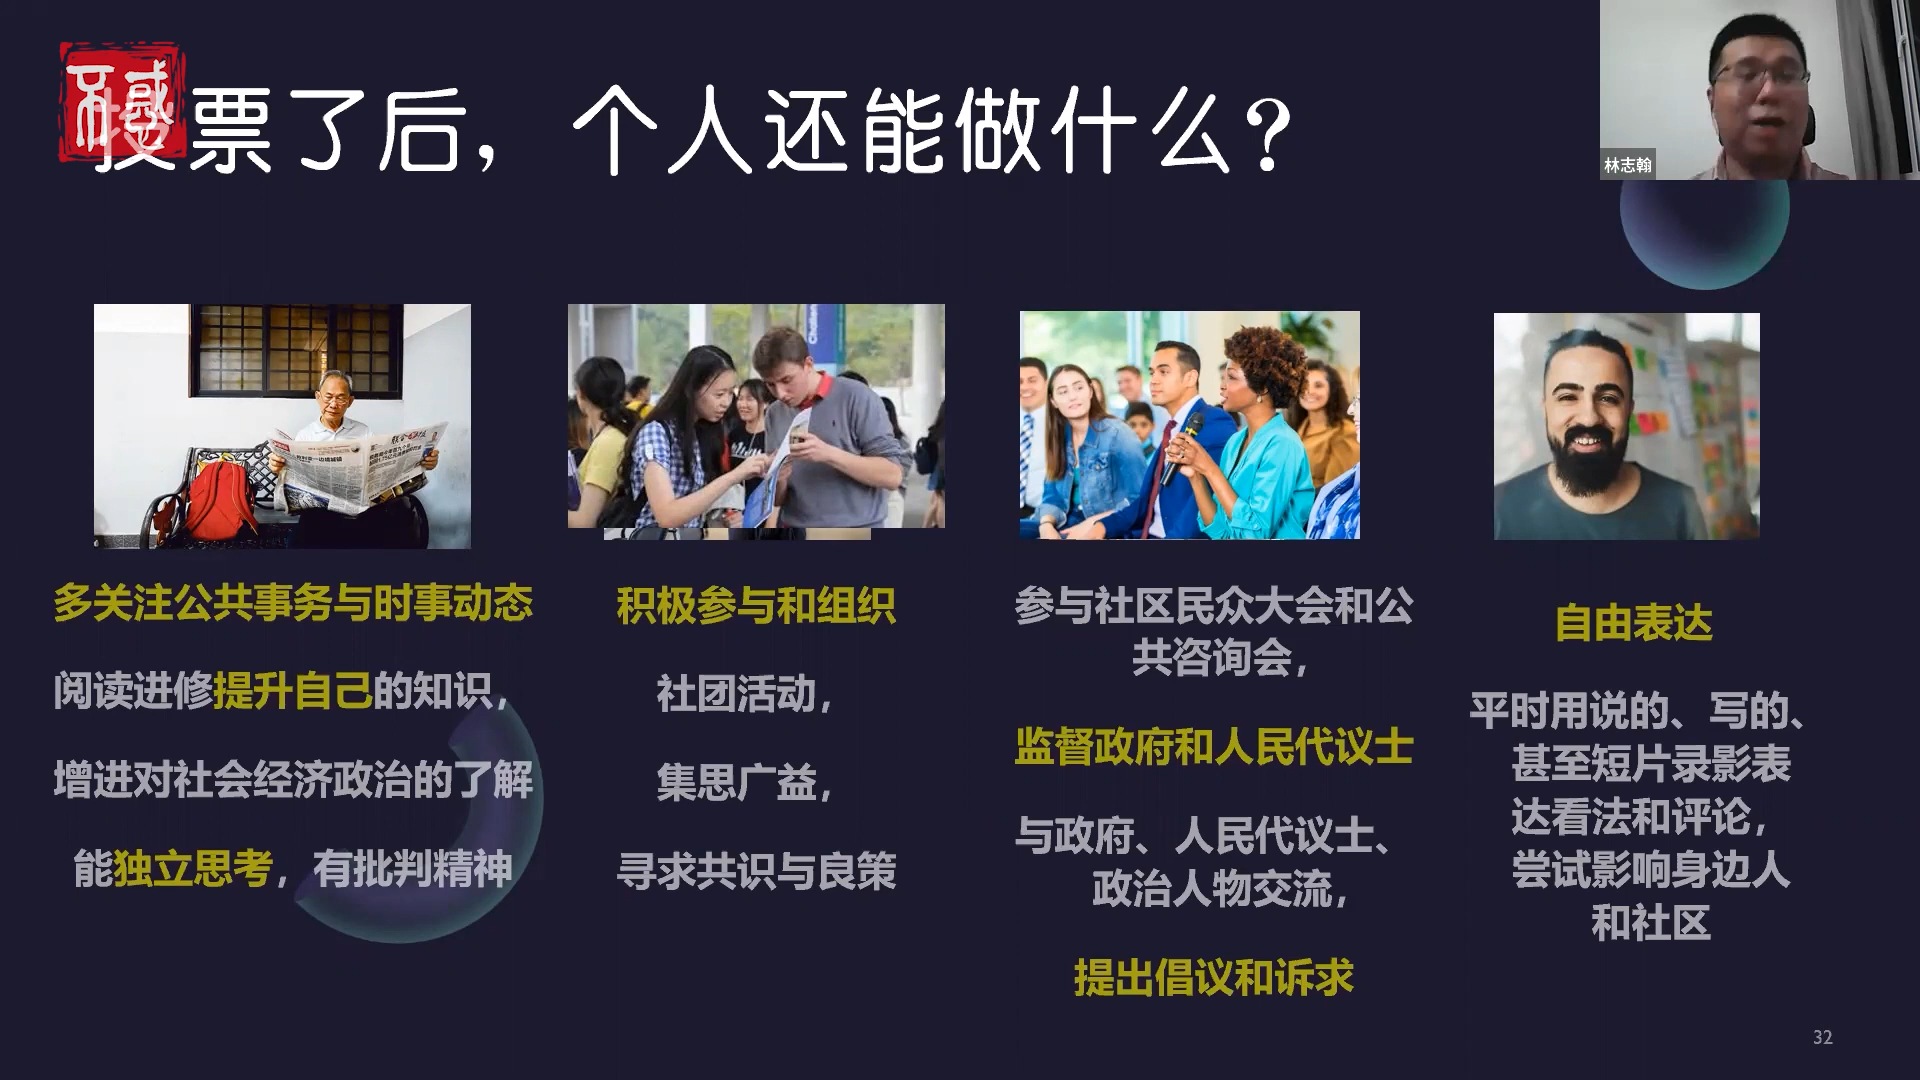 投票了后，个人还能做什么？
不惑
林志翰
多关注公共事务与时事动态
阅读进修提升自己的知识，
增进对社会经济政治的了解
能独立思考，有批判精神
积极参与和组织
社团活动，
集思广益，
寻求共识与良策
参与社区民众大会和公
共咨询会，
监督政府和人民代议士
与政府、人民代议士、
政治人物交流，
提出倡议和诉求
自由表达
平时用说的、写的、
甚至短片录影表
达看法和评论，
尝试影响身边人
和社区
32